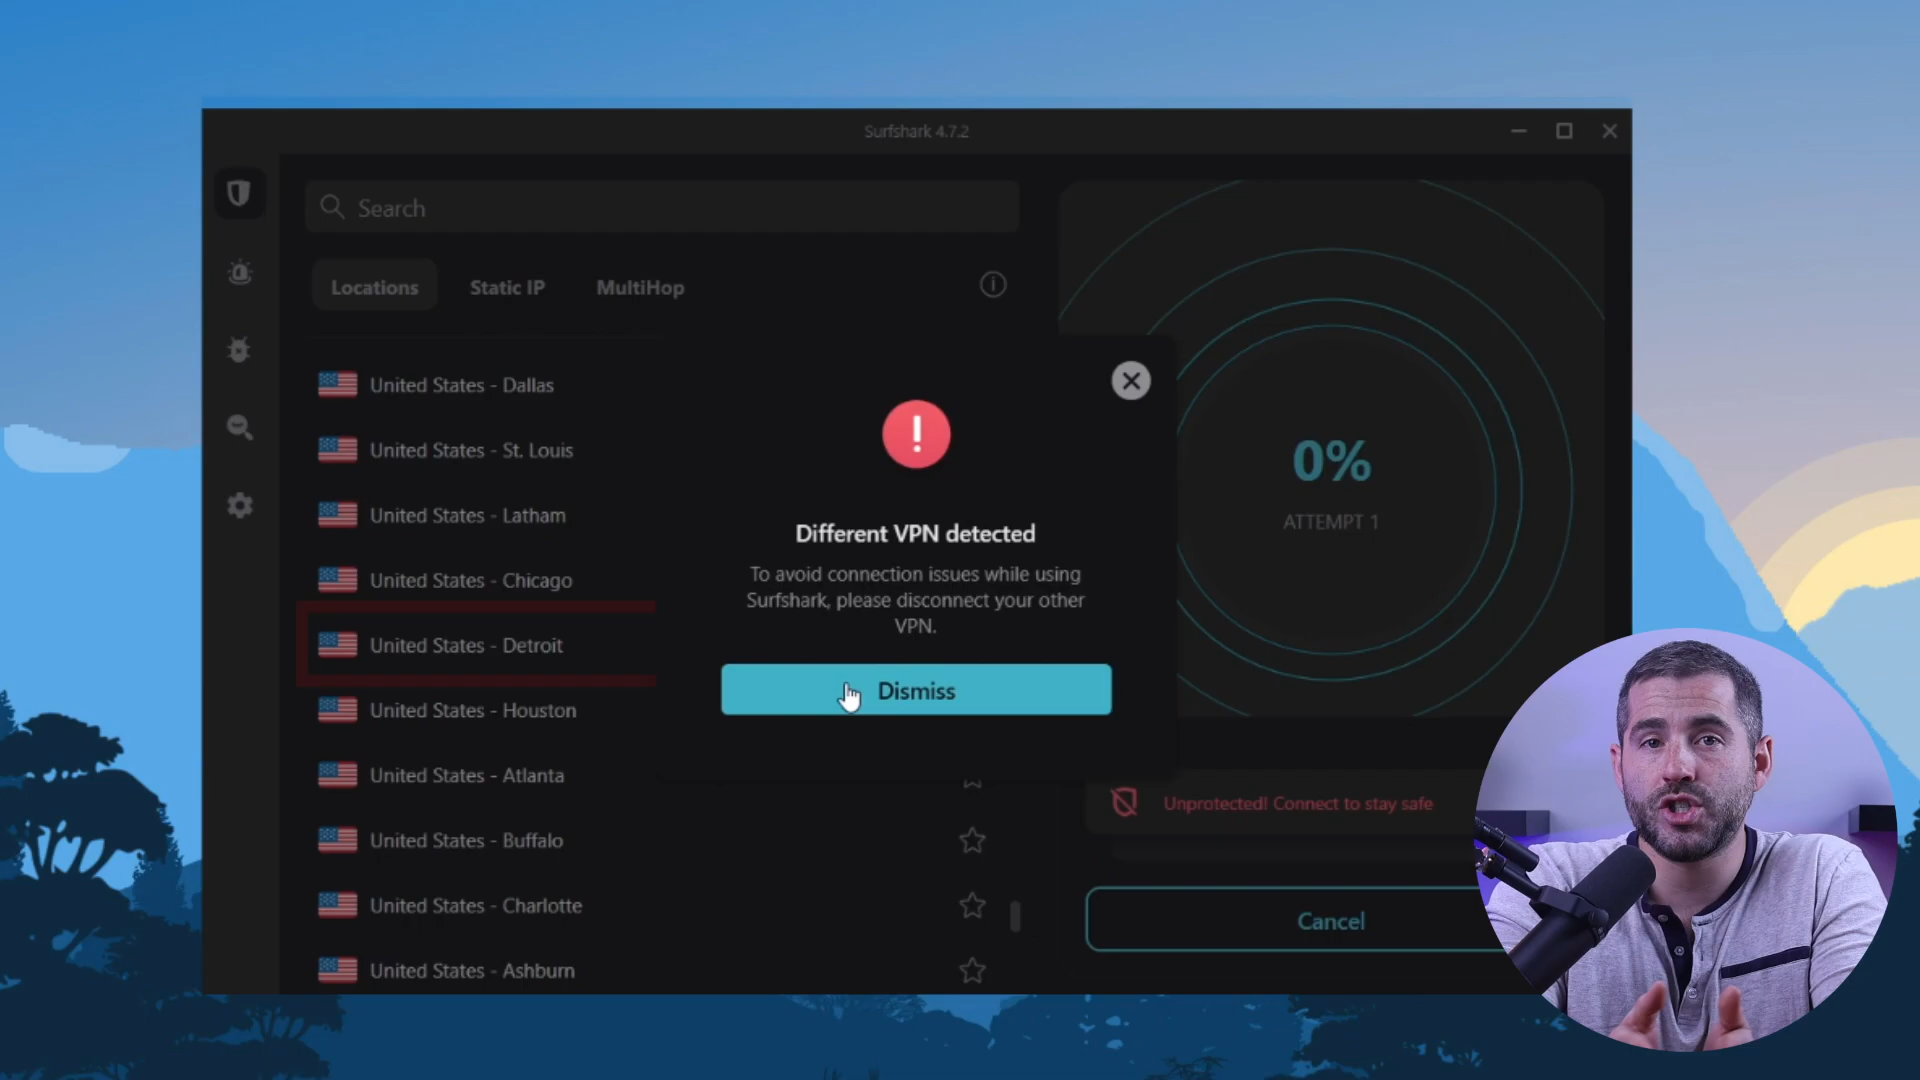 Surfshark 4.7.2
Search
Locations
Static IP
MultiHop
United States - Dallas
United States - St. Louis
United States - Latham
United States - Chicago
United States - Detroit
United States - Houston
United States - Atlanta
United States - Buffalo
United States - Charlotte
United States - Ashburn
Different VPN detected
To avoid connection issues while using
Surfshark, please disconnect your other
VPN.
Dismiss
0%
ATTEMPT 1
Unprotected! Connect to stay safe
Cancel